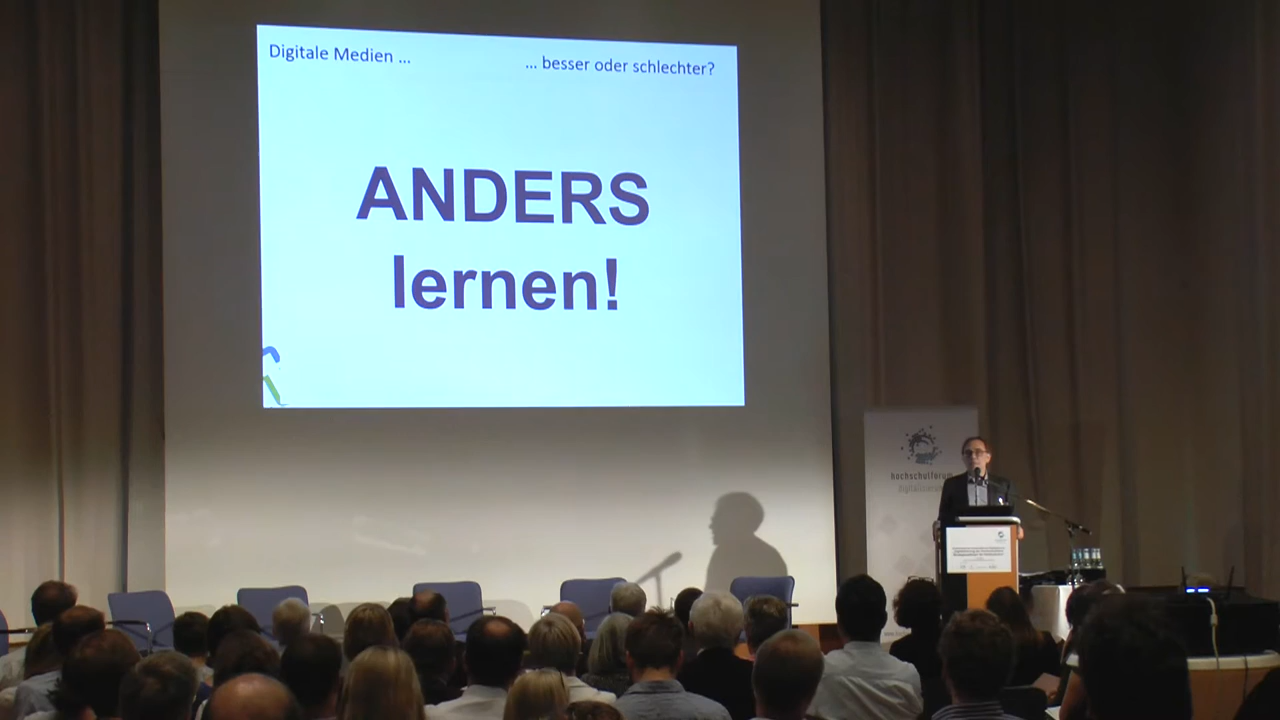 Digitale Medien ...
... besser oder schlechter?
ANDERS
lernen!
hochschulforum